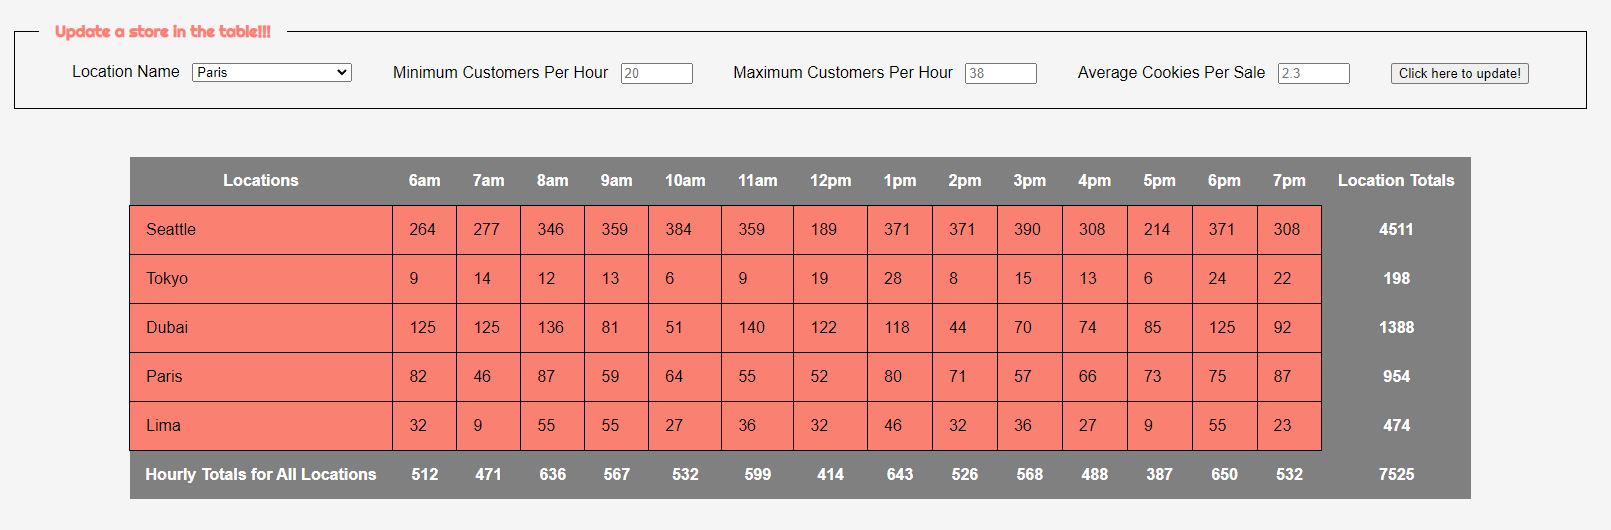 Update a store in the table!!!
Location Name Paris Minimum Customers Per Hour 20 Maximum Customers Per Hour 38 Average Cookies Per Sale 2.3 Click here to update!
Locations 6am 7am 8am 9am 10am 11am 12pm 1pm 2pm 3pm 4pm 5pm 6pm 7pm Location Totals
Seattle 264 277 346 359 384 359 189 371 371 390 308 214 371 308 4511
Tokyo 9 14 12 13 6 9 19 28 8 15 13 6 24 22 198
Dubai 125 125 136 81 51 140 122 118 44 70 74 85 125 92 1388
Paris 82 46 87 59 64 55 52 80 71 57 66 73 75 87 954
Lima 32 9 55 55 27 36 32 46 32 36 27 9 55 23 474
Hourly Totals for All Locations 512 471 636 567 532 599 414 643 526 568 488 387 650 532 7525